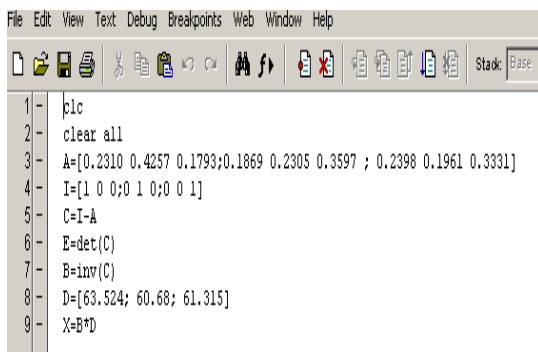 File Edit View Text Debug Breakpoints Web Window Help
Stack: Base
1 - clc
2 - clear all
3 - A=[0.2310 0.4257 0.1793;0.1869 0.2305 0.3597 ; 0.2398 0.1961 0.3331]
4 - I=[1 0 0;0 1 0;0 0 1]
5 - C=I-A
6 - E=det(C)
7 - B=inv(C)
8 - D=[63.524; 60.68; 61.315]
9 - X=B*D